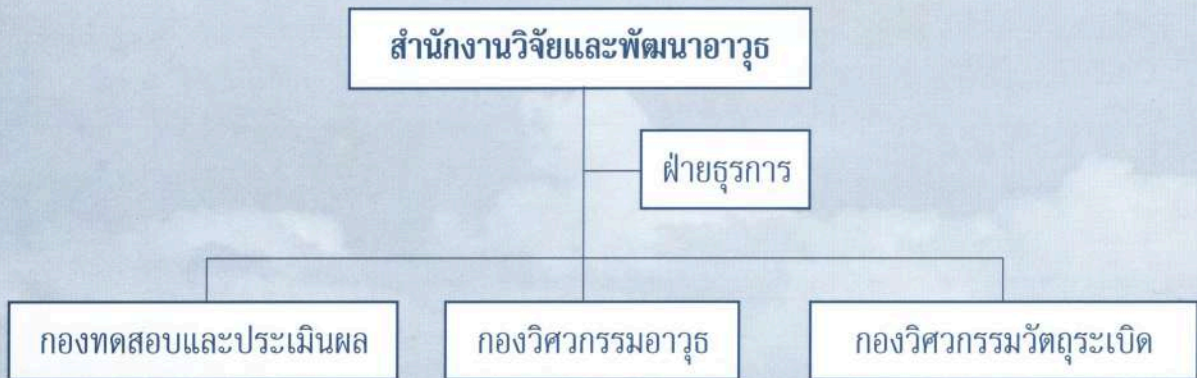 สำนักงานวิจัยและพัฒนาอาวุธ
ฝ่ายธุรการ
กองทดสอบและประเมินผล
กองวิศวกรรมอาวุธ
กองวิศวกรรมวัตถุระเบิด